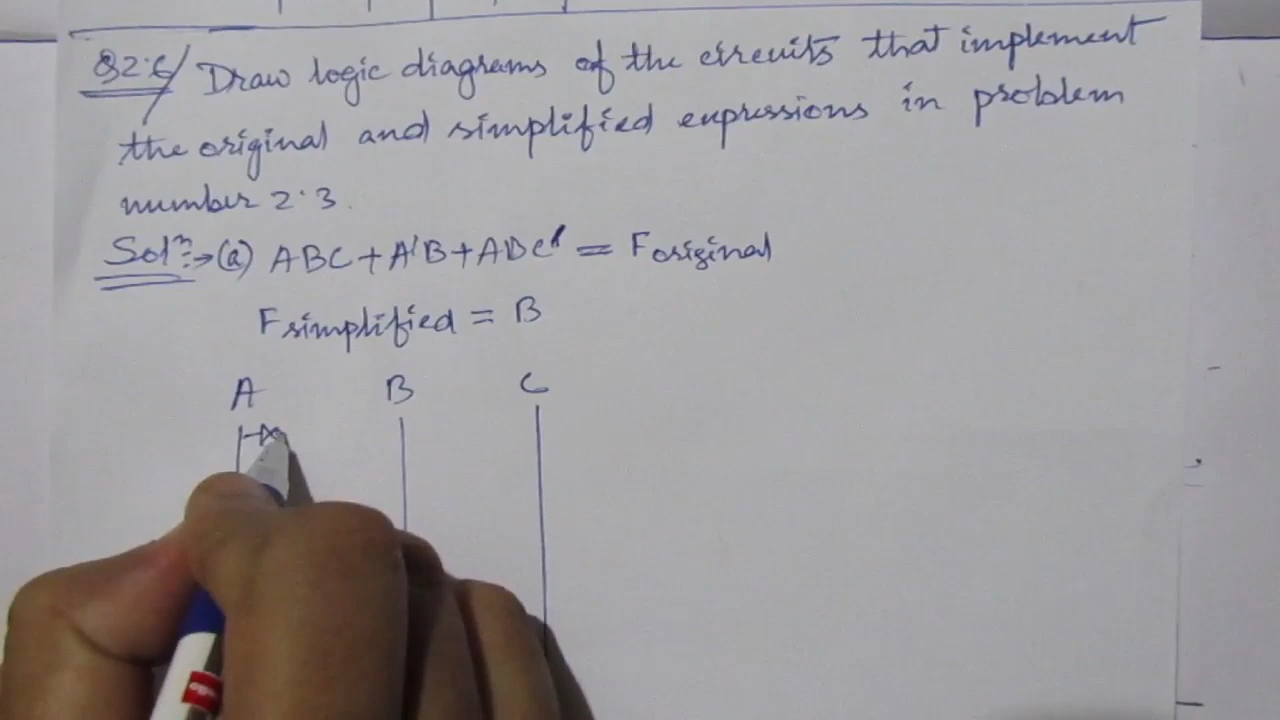 Q2.6/ Draw logic diagrams of the circuits that implement
the original and simplified expressions in problem
number 2.3.
Solⁿ:→(a) ABC+A'B+ABC' = Foriginal
Fsimplified = B
A B C